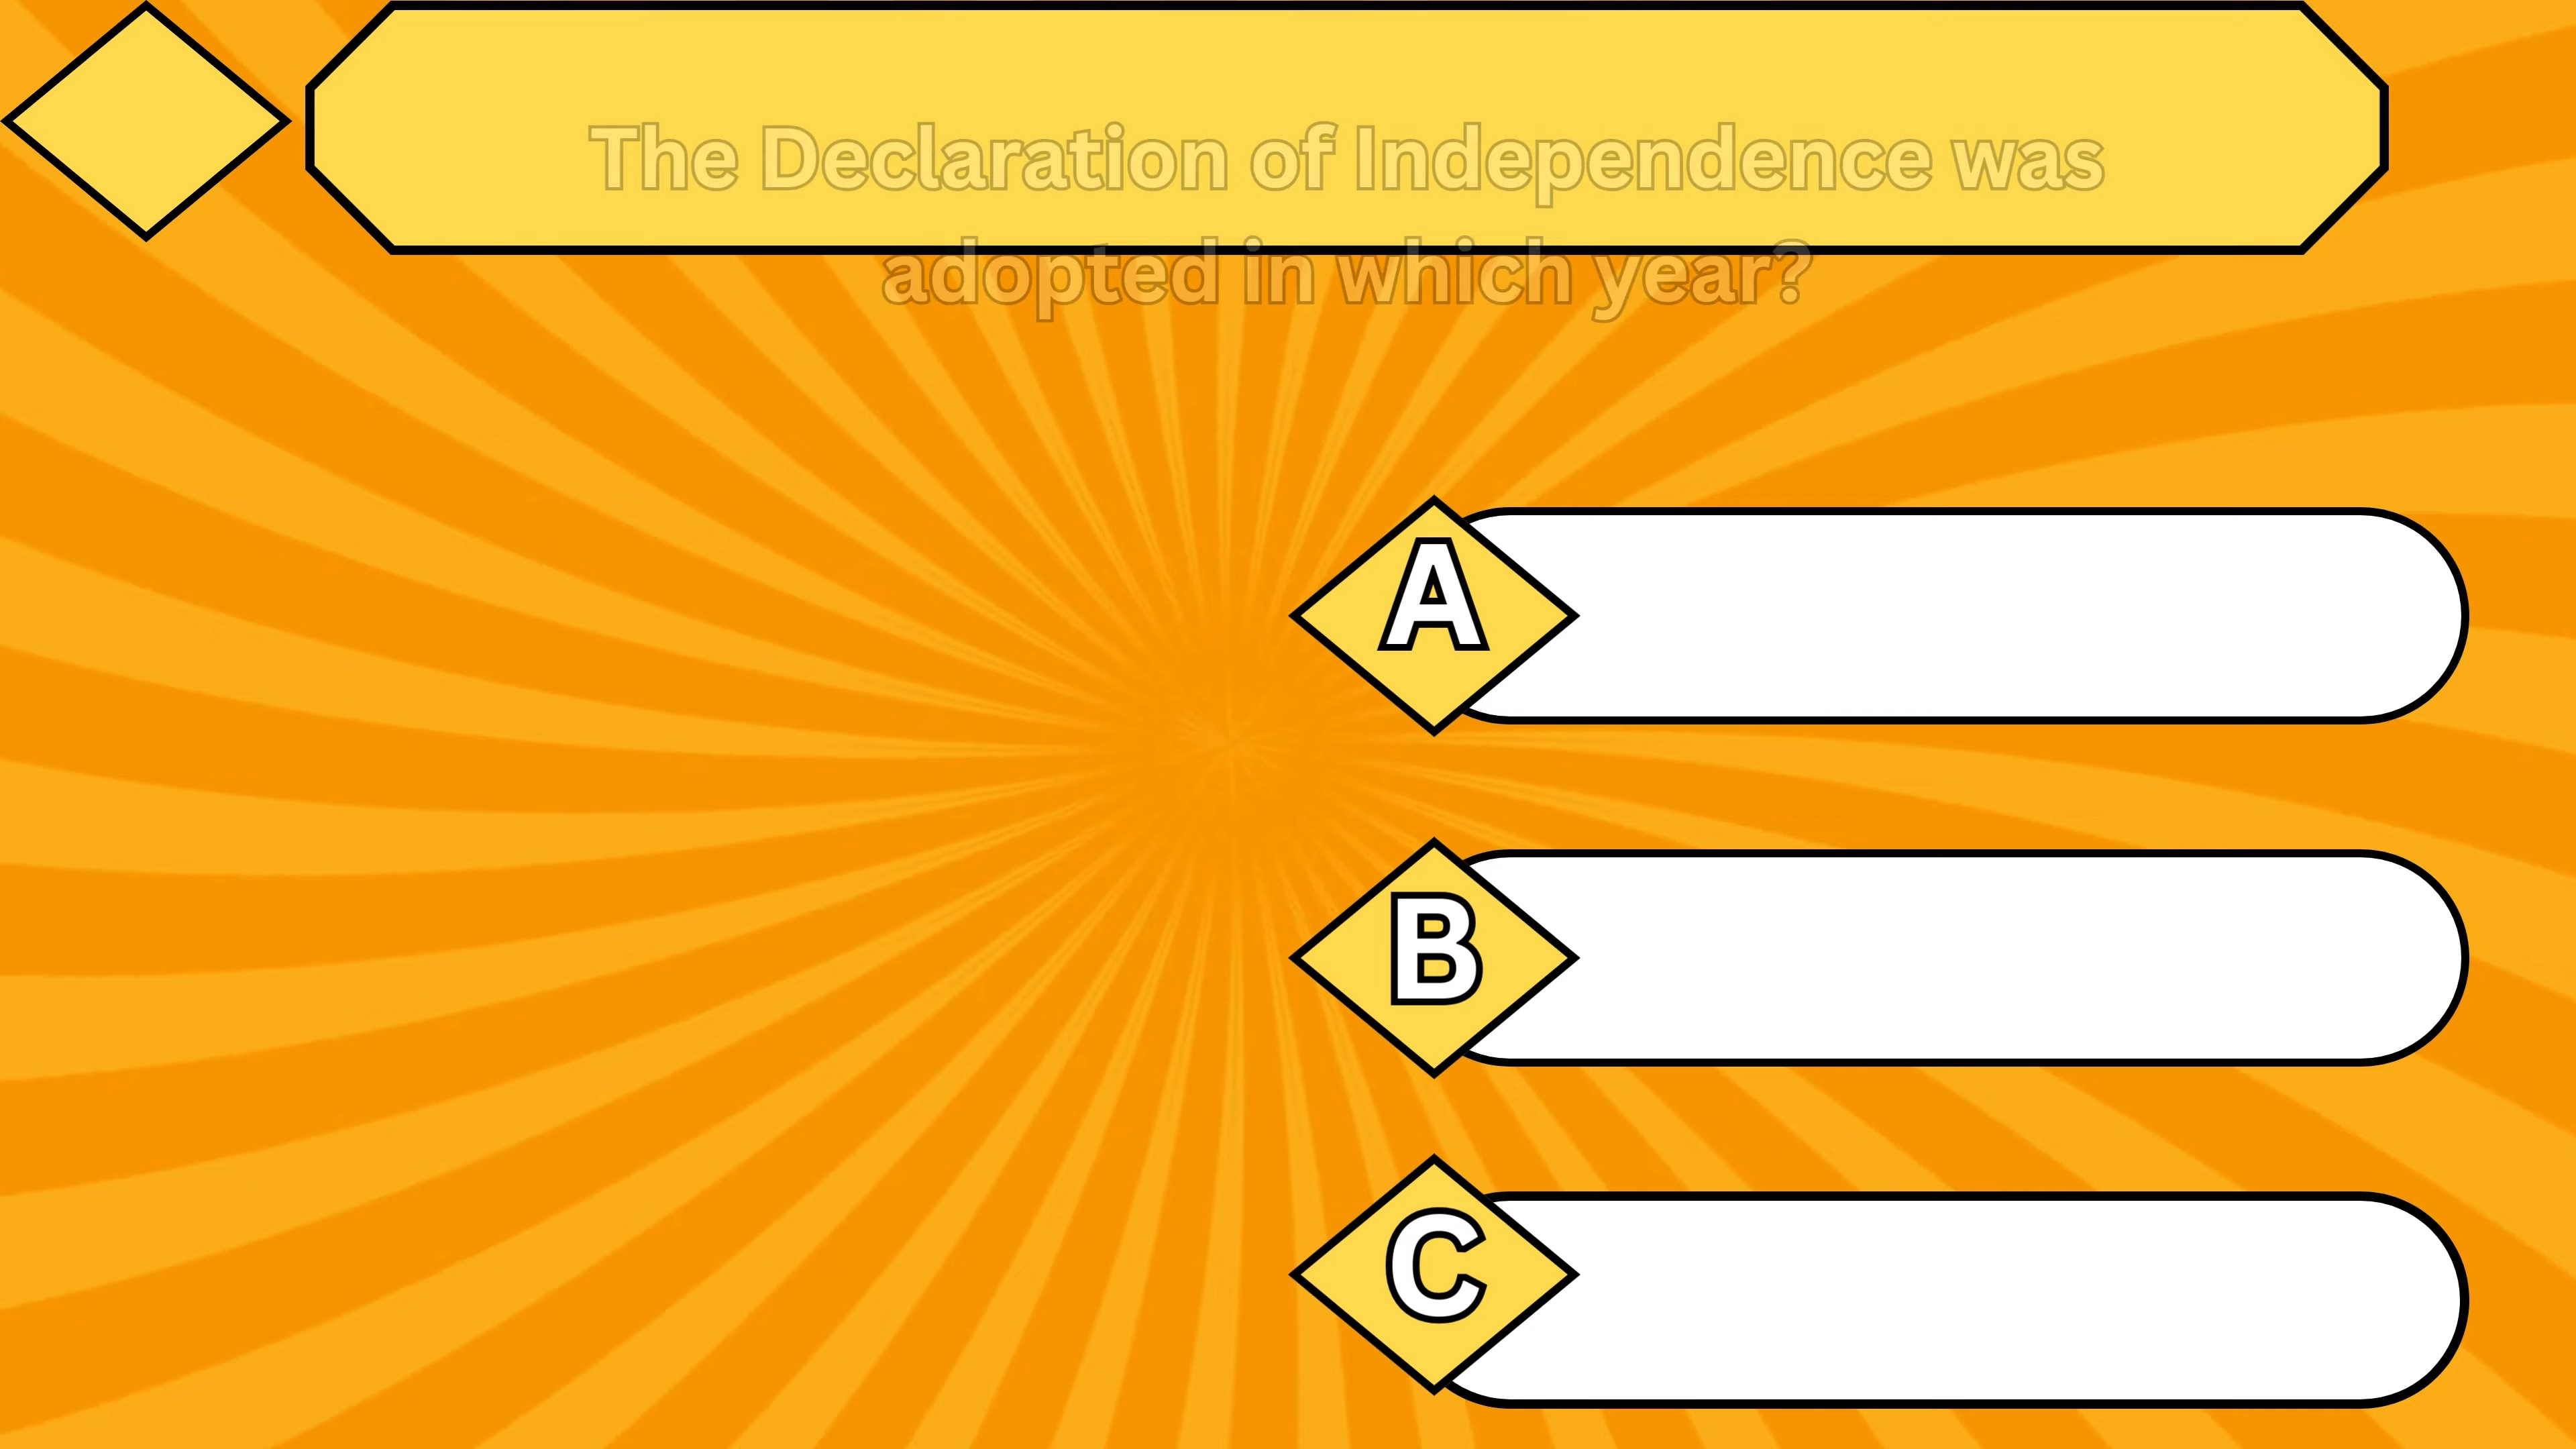 The Declaration of Independence was
adopted in which year?
A
B
C